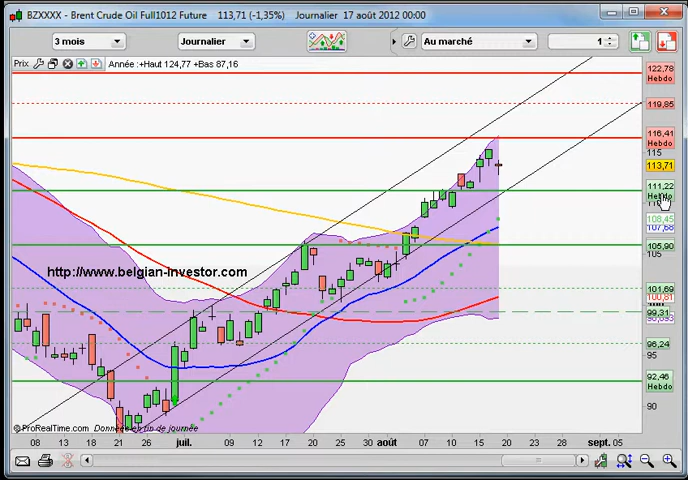 BZXXXX - Brent Crude Oil Full1012 Future 113,71 (-1,35%) Journalier 17 août 2012 00:00
3 mois Journalier Au marché 1
Prix Année : +Haut 124,77 +Bas 87,16
122,78
Hebdo
119,85
116,41
Hebdo
115
113,71
111,22
Hebdo
108,45
107,68
105,90
105
http://www.belgian-investor.com
101,69
100,81
99,31
96,24
95
92,46
Hebdo
90
©ProRealTime.com Données en fin de journée
08 13 18 21 26 juil. 09 12 17 20 25 30 août 07 10 15 20 23 28 sept. 05